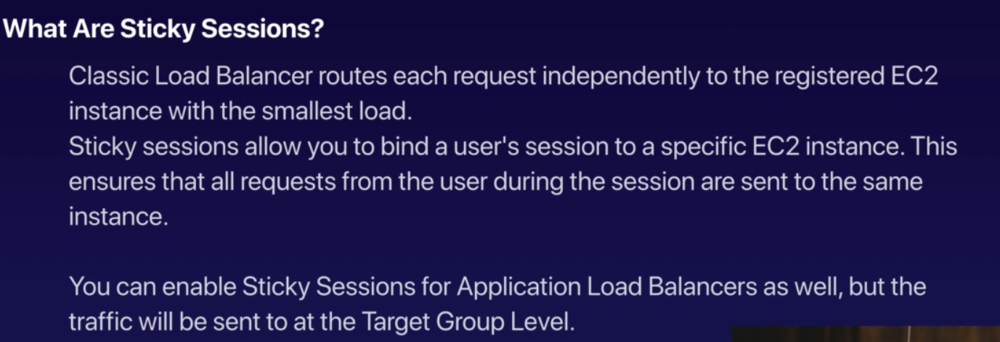 What Are Sticky Sessions?
Classic Load Balancer routes each request independently to the registered EC2
instance with the smallest load.
Sticky sessions allow you to bind a user's session to a specific EC2 instance. This
ensures that all requests from the user during the session are sent to the same
instance.
You can enable Sticky Sessions for Application Load Balancers as well, but the
traffic will be sent to at the Target Group Level.